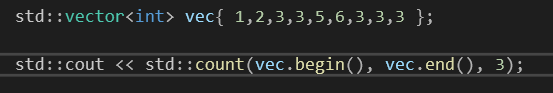 std::vector<int> vec{ 1,2,3,3,5,6,3,3,3 };
std::cout << std::count(vec.begin(), vec.end(), 3);